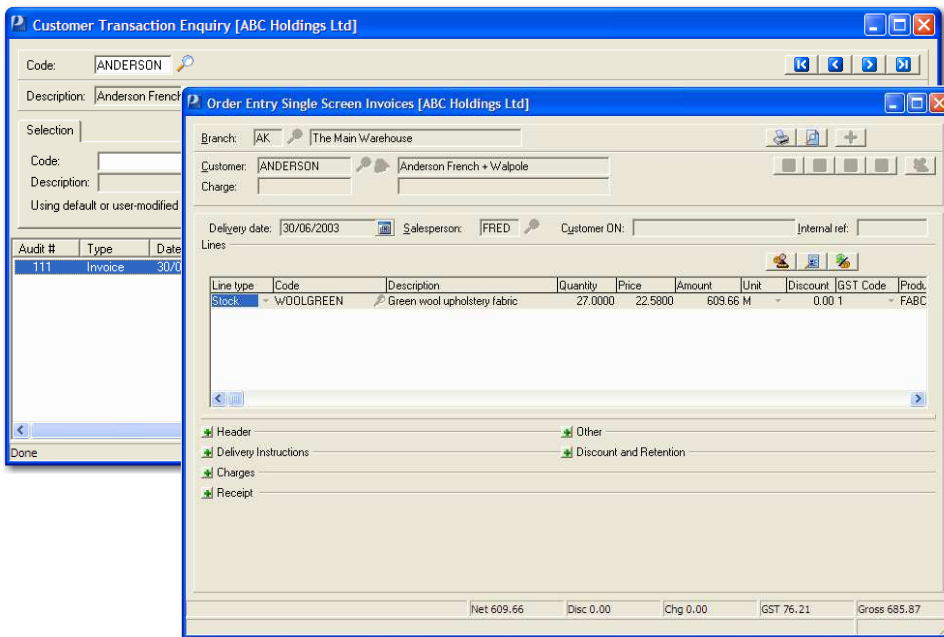 Customer Transaction Enquiry [ABC Holdings Ltd]
Code: ANDERSON
Description: Anderson French
Selection
Code:
Description:
Using default or user-modified
Audit # Type Date
111 Invoice 30/0
Done
Order Entry Single Screen Invoices [ABC Holdings Ltd]
Branch: AK The Main Warehouse
Customer: ANDERSON Anderson French + Walpole
Charge:
Delivery date: 30/06/2003 Salesperson: FRED Customer ON: Internal ref:
Lines
Line type Code Description Quantity Price Amount Unit Discount GST Code Produ
Stock WOOLGREEN Green wool upholstery fabric 27.0000 22.5800 609.66 M 0.00 1 FABC
Header Other
Delivery Instructions Discount and Retention
Charges
Receipt
Net 609.66 Disc 0.00 Chg 0.00 GST 76.21 Gross 685.87